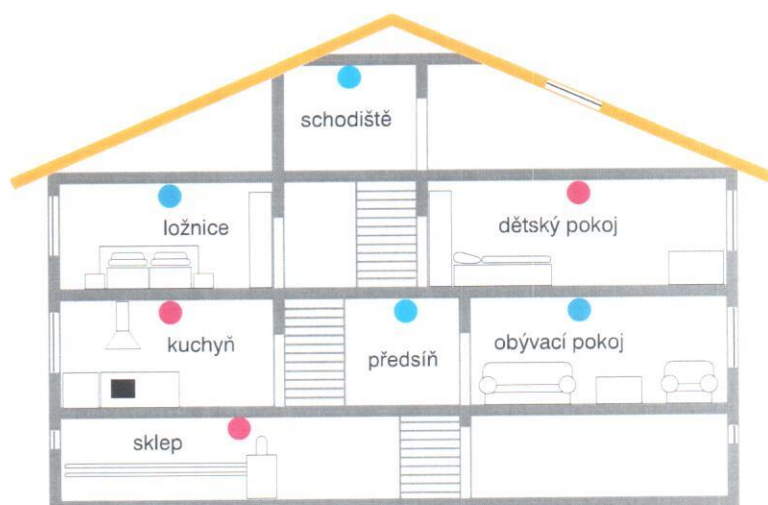 schodiště
ložnice
dětský pokoj
kuchyň
předsíň
obývací pokoj
sklep